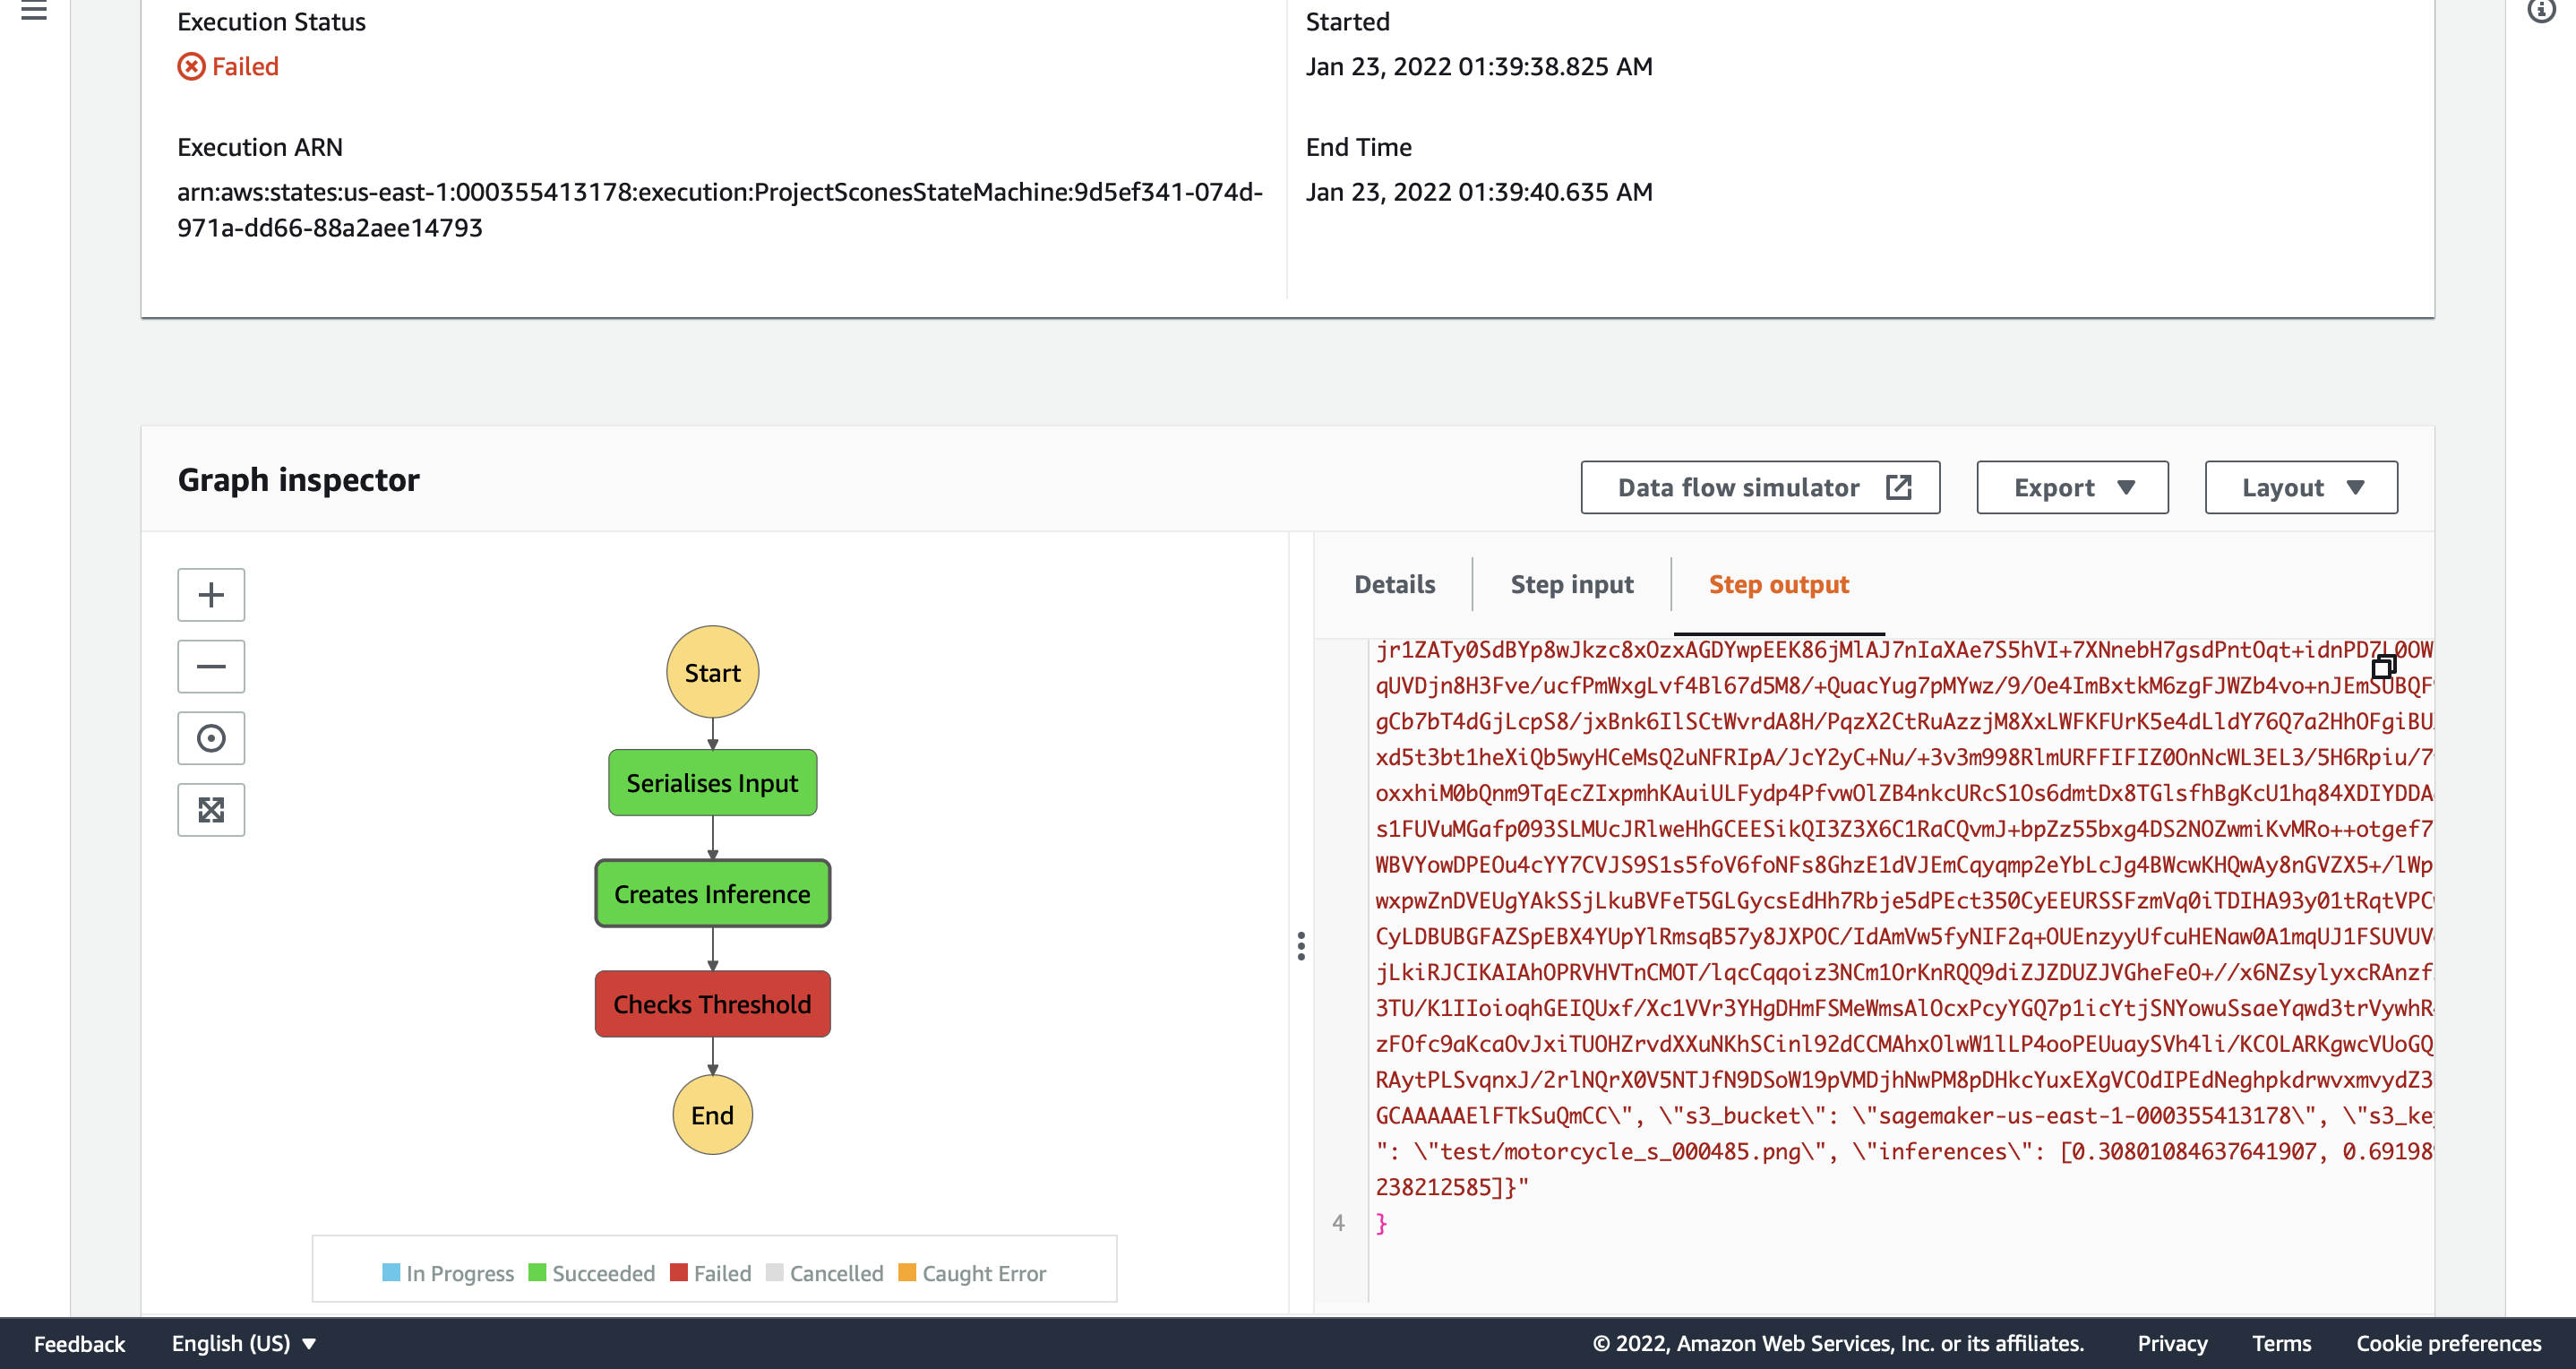 Execution Status
Failed
Started
Jan 23, 2022 01:39:38.825 AM
Execution ARN
arn:aws:states:us-east-1:000355413178:execution:ProjectSconesStateMachine:9d5ef341-074d-
971a-dd66-88a2aee14793
End Time
Jan 23, 2022 01:39:40.635 AM
Graph inspector
Data flow simulator
Export
Layout
Start
Serialises Input
Creates Inference
Checks Threshold
End
In Progress
Succeeded
Failed
Cancelled
Caught Error
Details
Step input
Step output
jr1ZATy0SdBYp8wJkzc8xOzxAGDYwpEEK86jMlAJ7nIaXAe7S5hVI+7XNnebH7gsdPntOqt+idnPD7L0OW
qUVDjn8H3Fve/ucfPmWxgLvf4Bl67d5M8/+QuacYug7pMYwz/9/Oe4ImBxtkM6zgFJWZb4vo+nJEmSUBQF
gCb7bT4dGjLcpS8/jxBnk6IlSCtWvrdA8H/PqzX2CtRuAzzjM8XxLWFKFUrK5e4dLldY76Q7a2HhOFgiBU
xd5t3bt1heXiQb5wyHCeMsQ2uNFRIpA/JcY2yC+Nu/+3v3m998RlmURFFIFIZ0OnNcWL3EL3/5H6Rpiu/7
oxxhiM0bQnm9TqEcZIxpmhKAuiULFydp4PfvwOlZB4nkcURcS1Os6dmtDx8TGlsfhBgKcU1hq84XDIYDDA
s1FUVuMGafp093SLMUcJRlweHhGCEESikQI3Z3X6C1RaCQvmJ+bpZz55bxg4DS2NOZwmiKvMRo++otgef7
WBVYowDPEOu4cYY7CVJS9S1s5foV6foNFs8GhzE1dVJEmCqyqmp2eYbLcJg4BWcwKHQwAy8nGVZX5+/lWp
wxpwZnDVEUgYAkSSjLkuBVFeT5GLGycsEdHh7Rbje5dPEct350CyEEURSSFzmVq0iTDIHA93y01tRqtVPC
CyLDBUBGFAZSpEBX4YUpYlRmsqB57y8JXPOC/IdAmVw5fyNIF2q+OUEnzyyUfcuHENaw0A1mqUJ1FSUVUV
jLkiRJCIKAIAhOPRVHVTnCMOT/lqcCqqoiz3NCm1OrKnRQQ9diZJZDUZJVGheFeO+//x6NZsylyxcRAnzf
3TU/K1IIoioqhGEIQUxf/Xc1VVr3YHgDHmFSMeWmsAlOcxPcyYGQ7p1icYtjSNYowuSsaeYqwd3trVywhR
zFOfc9aKcaOvJxiTUOHZrvdXXuNKhSCinl92dCCMAhxOlwW1lLP4ooPEUuaySVh4li/KCOLARKgwcVUoGQ
RAytPLSvqnxJ/2rlNQrX0V5NTJfN9DSoW19pVMDjhNwPM8pDHkcYuxEXgVCOdIPEdNeghpkdrwvxmvydZ3
GCAAAAAElFTkSuQmCC\", \"s3_bucket\": \"sagemaker-us-east-1-000355413178\", \"s3_ke
": \"test/motorcycle_s_000485.png\", \"inferences\": [0.30801084637641907, 0.69198
238212585]}"
4 }
Feedback
English (US)
© 2022, Amazon Web Services, Inc. or its affiliates.
Privacy
Terms
Cookie preferences